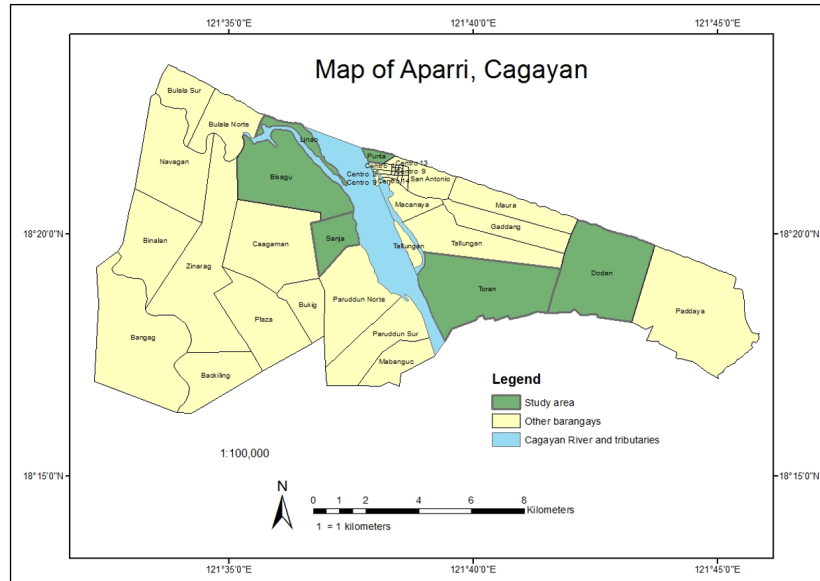 121°35'0"E 121°40'0"E 121°45'0"E
Map of Aparri, Cagayan
Bulala Sur
Bulala Norte
Linao
Navagan
Punta
Centro 13
Centro 9
San Antonio
Bisagu
Macanaya
Maura
Gaddang
18°20'0"N 18°20'0"N
Binalan
Caagaman
Sanja
Tallungan
Tallungan
Zinarag
Dodan
Toran
Bukig
Paruddun Norte
Paddaya
Plaza
Bangag
Paruddun Sur
Mabanguc
Backiling
Legend
Study area
Other barangays
Cagayan River and tributaries
1:100,000
18°15'0"N 18°15'0"N
N
0 0.5 1 2 4 6 8
Kilometers
1 = 1 kilometers
121°35'0"E 121°40'0"E 121°45'0"E